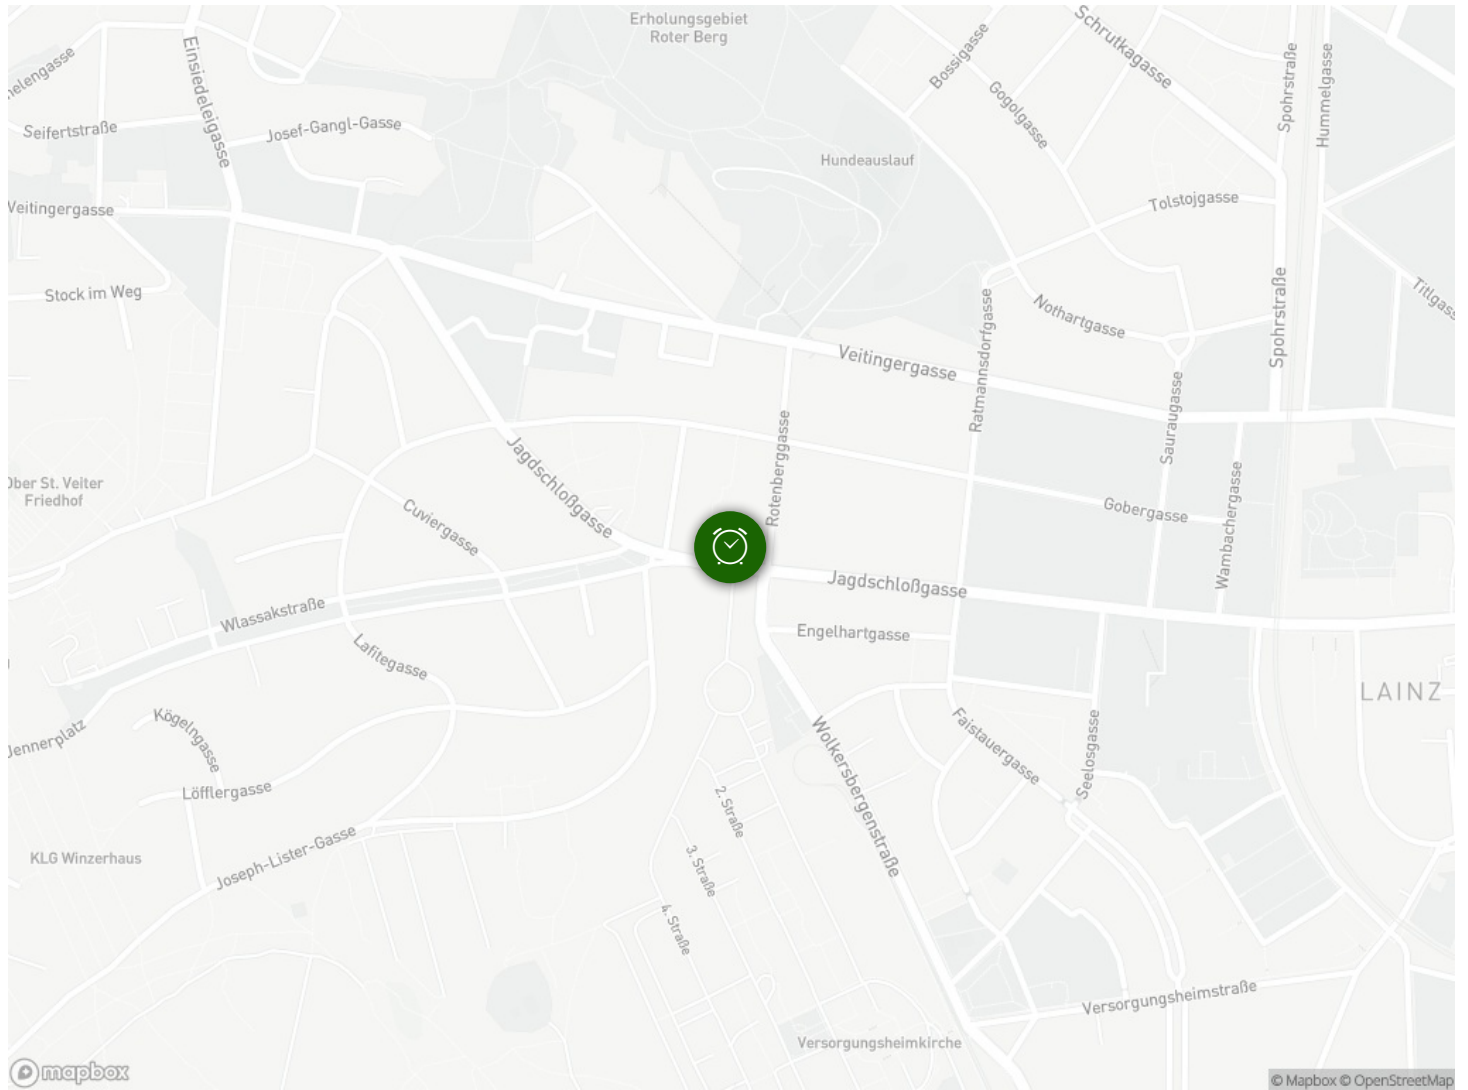 Erholungsgebiet
Roter Berg
Schrutkagasse
Bossigasse
Einsiedeleigasse
Spohrstraße
Hummelgasse
Gogolgasse
Seifertstraße
Josef-Gangl-Gasse
Hundeauslauf
Veitingergasse
Tolstojgasse
Stock im Weg
Nothartgasse
Spohrstraße
Ratmannsdorfgasse
Veitingergasse
Sauraugasse
Jagdschloßgasse
Rotenberggasse
Friedhof
Cuviergasse
Gobergasse
Wambachergasse
Jagdschloßgasse
Wlassakstraße
Engelhartgasse
Lafitegasse
LAINZ
Kögelngasse
Jennerplatz
Wolkersbergenstraße
Faistauergasse
Seelosgasse
Löfflergasse
2. Straße
Joseph-Lister-Gasse
KLG Winzerhaus
3. Straße
4. Straße
Versorgungsheimstraße
Versorgungsheimkirche
mapbox
© Mapbox © OpenStreetMap